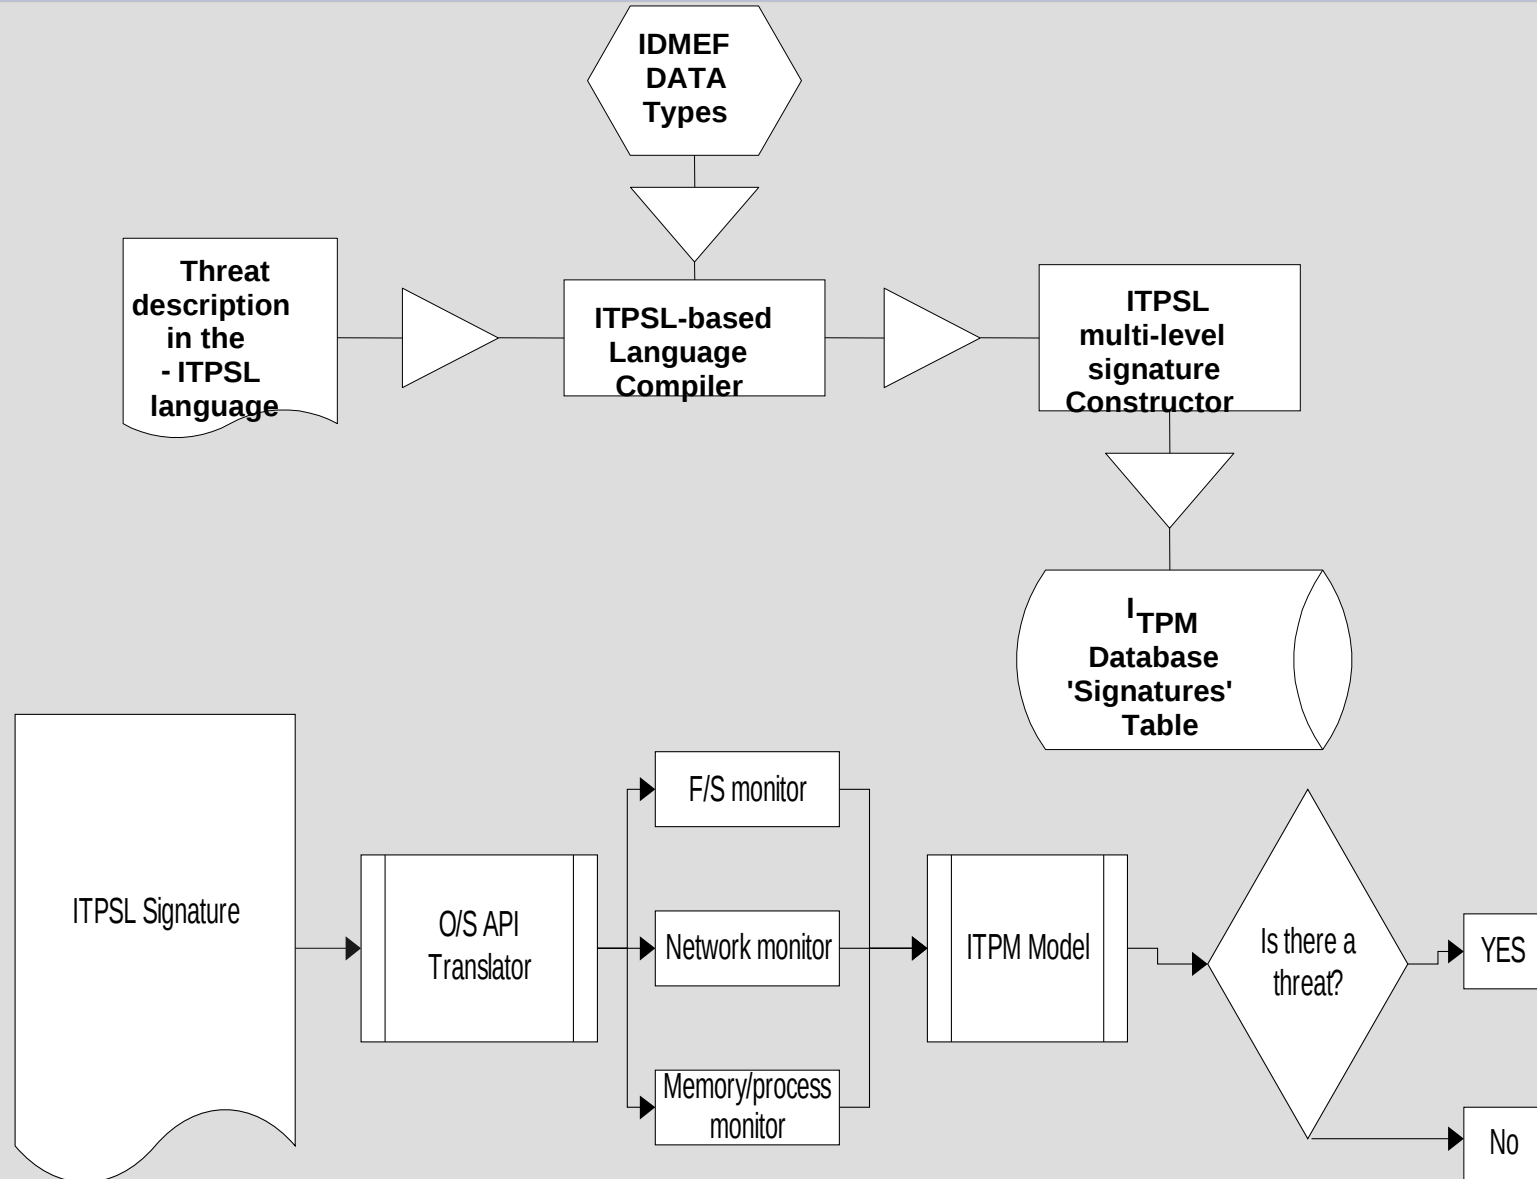 IDMEF
DATA
Types
Threat
description
in the
- ITPSL
language
ITPSL-based
Language
Compiler
ITPSL
multi-level
signature
Constructor
ITPM
Database
'Signatures'
Table
ITPSL Signature
O/S API
Translator
F/S monitor
Network monitor
Memory/process
monitor
ITPM Model
Is there a
threat?
YES
No